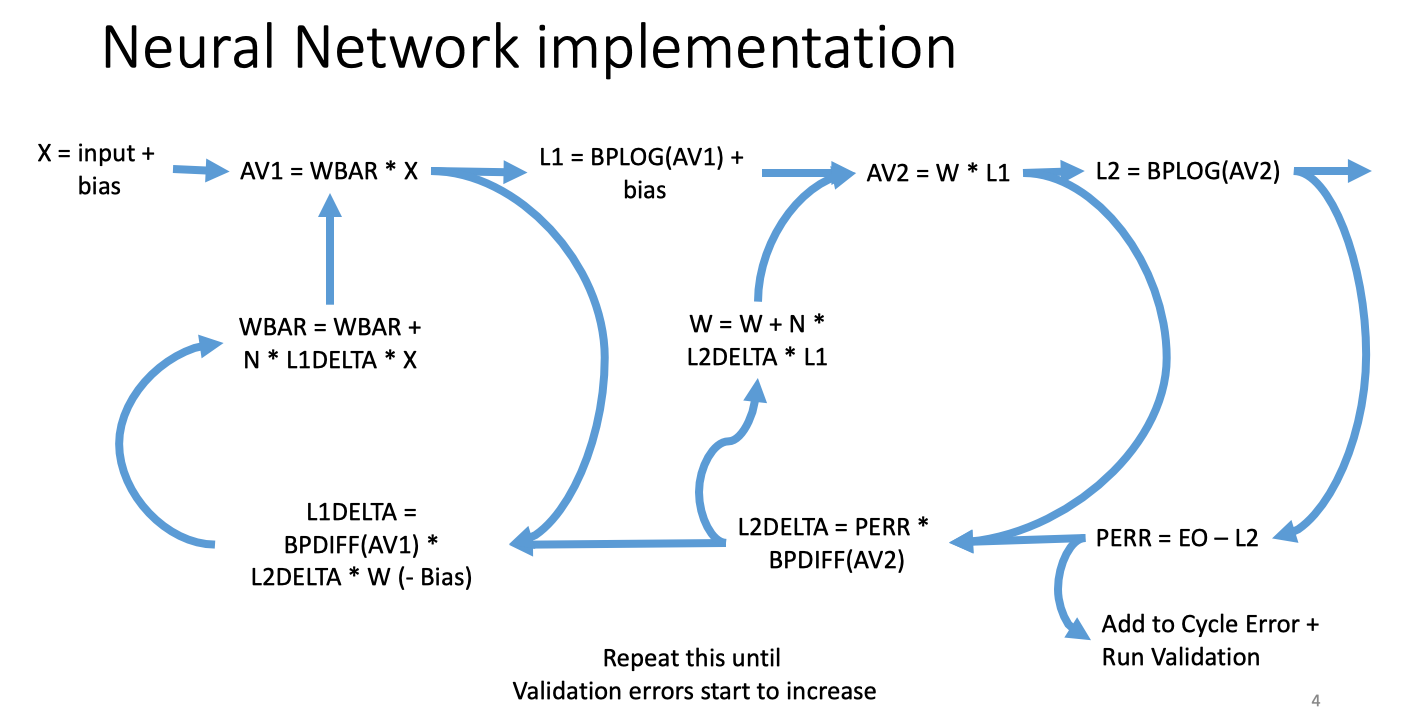 Neural Network implementation
X = input +
bias
AV1 = WBAR * X
L1 = BPLOG(AV1) +
bias
AV2 = W * L1
L2 = BPLOG(AV2)
WBAR = WBAR +
N * L1DELTA * X
W = W + N *
L2DELTA * L1
L1DELTA =
BPDIFF(AV1) *
L2DELTA * W (- Bias)
L2DELTA = PERR *
BPDIFF(AV2)
PERR = EO – L2
Add to Cycle Error +
Run Validation
Repeat this until
Validation errors start to increase
4